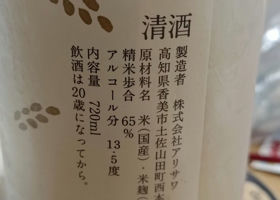 清酒
製造者 株式会社アリサワ
高知県香美市土佐山田町西本
原材料名 米(国産)・米麹(
精米歩合 65%
アルコール分 13.5度
内容量 720ml
飲酒は20歳になってから。